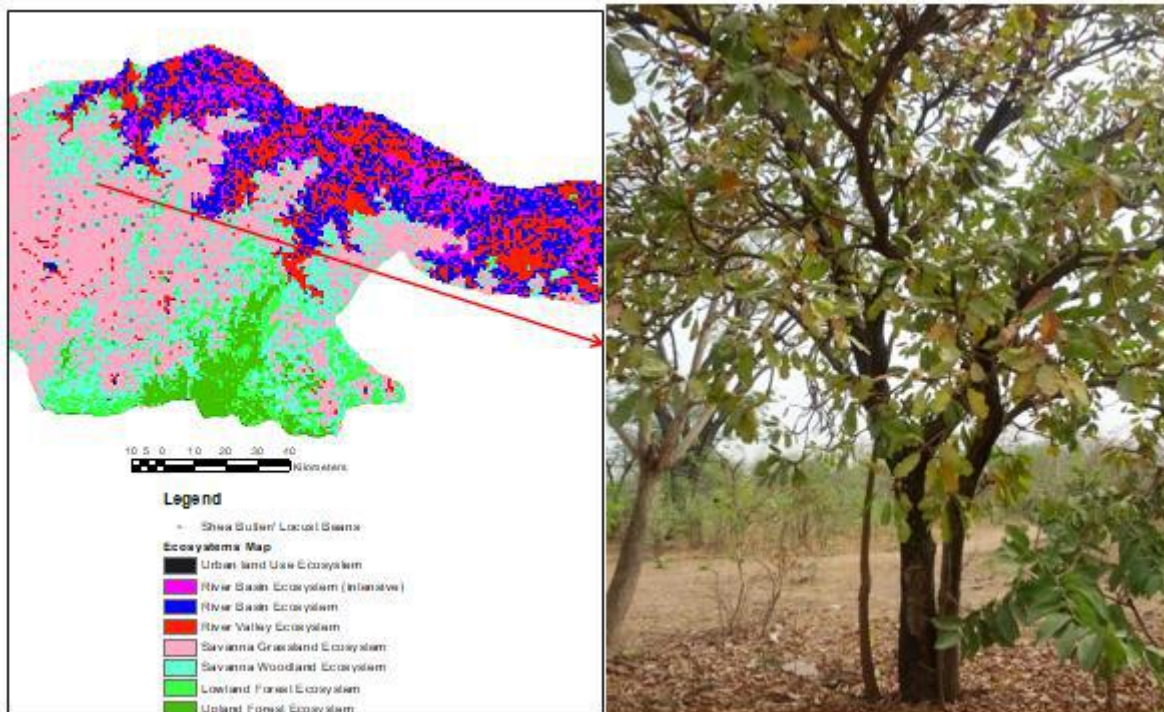 10 5 0 10 20 30 40
Kilometers
Legend
Shea Butter/ Locust Beans
Ecosystems Map
Urban land Use Ecosystem
River Basin Ecosystem (intensive)
River Basin Ecosystem
River Valley Ecosystem
Savanna Grassland Ecosystem
Savanna Woodland Ecosystem
Lowland Forest Ecosystem
Upland Forest Ecosystem